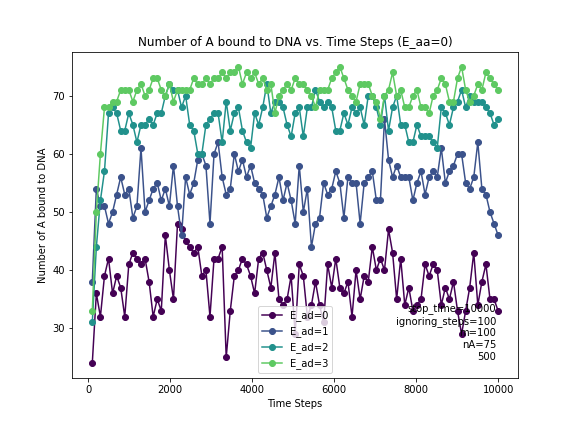 Number of A bound to DNA vs. Time Steps (E_aa=0)
Number of A bound to DNA
70
60
50
40
30
0
2000
4000
6000
8000
10000
Time Steps
E_ad=0
E_ad=1
E_ad=2
E_ad=3
stop_time=10000
ignoring_steps=100
nA=75
500